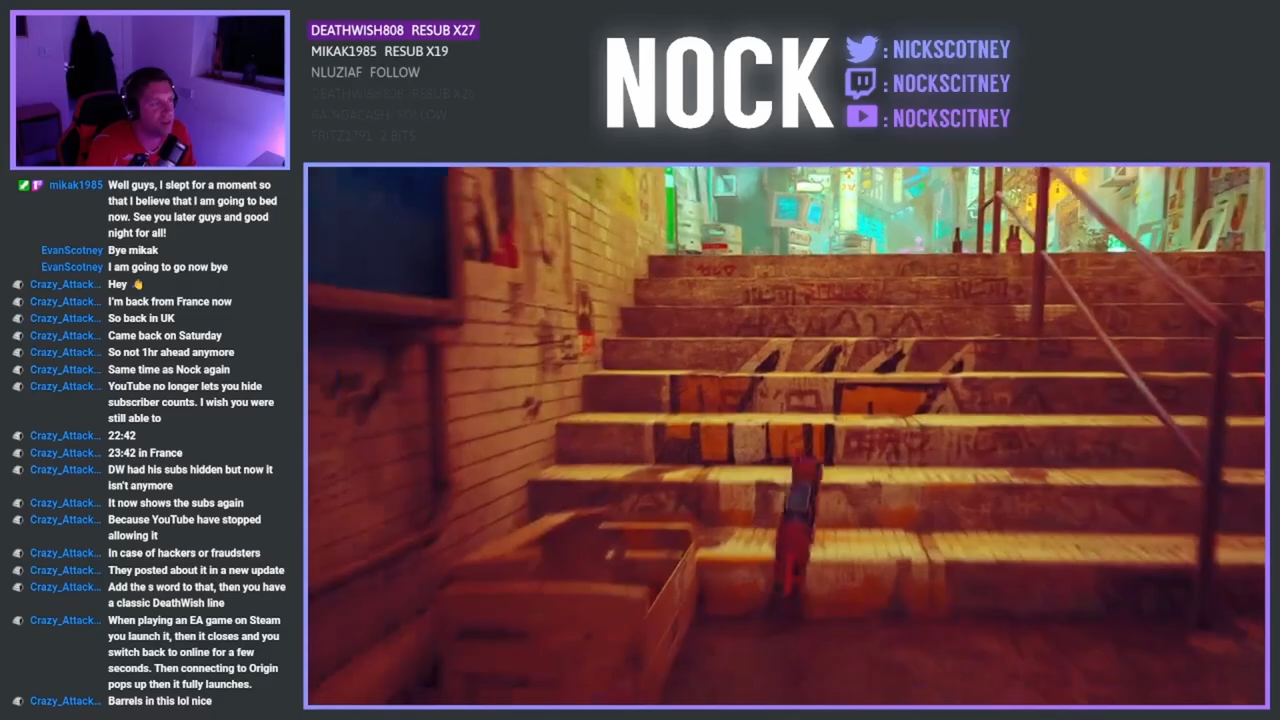 DEATHWISH808 RESUB X27
MIKAK1985 RESUB X19
NLUZIAF FOLLOW
DEATHWISH808 RESUB X26
FRITZ1791 2 BITS
NOCK
: NICKSCOTNEY
: NOCKSCITNEY
: NOCKSCITNEY
mikak1985 Well guys, I slept for a moment so
that I believe that I am going to bed
now. See you later guys and good
night for all!
EvanScotney Bye mikak
EvanScotney I am going to go now bye
Crazy_Attack... Hey 👋
Crazy_Attack... I'm back from France now
Crazy_Attack... So back in UK
Crazy_Attack... Came back on Saturday
Crazy_Attack... So not 1hr ahead anymore
Crazy_Attack... Same time as Nock again
Crazy_Attack... YouTube no longer lets you hide
subscriber counts. I wish you were
still able to
Crazy_Attack... 22:42
Crazy_Attack... 23:42 in France
Crazy_Attack... DW had his subs hidden but now it
isn't anymore
Crazy_Attack... It now shows the subs again
Crazy_Attack... Because YouTube have stopped
allowing it
Crazy_Attack... In case of hackers or fraudsters
Crazy_Attack... They posted about it in a new update
Crazy_Attack... Add the s word to that, then you have
a classic DeathWish line
Crazy_Attack... When playing an EA game on Steam
you launch it, then it closes and you
switch back to online for a few
seconds. Then connecting to Origin
pops up then it fully launches.
Crazy_Attack... Barrels in this lol nice